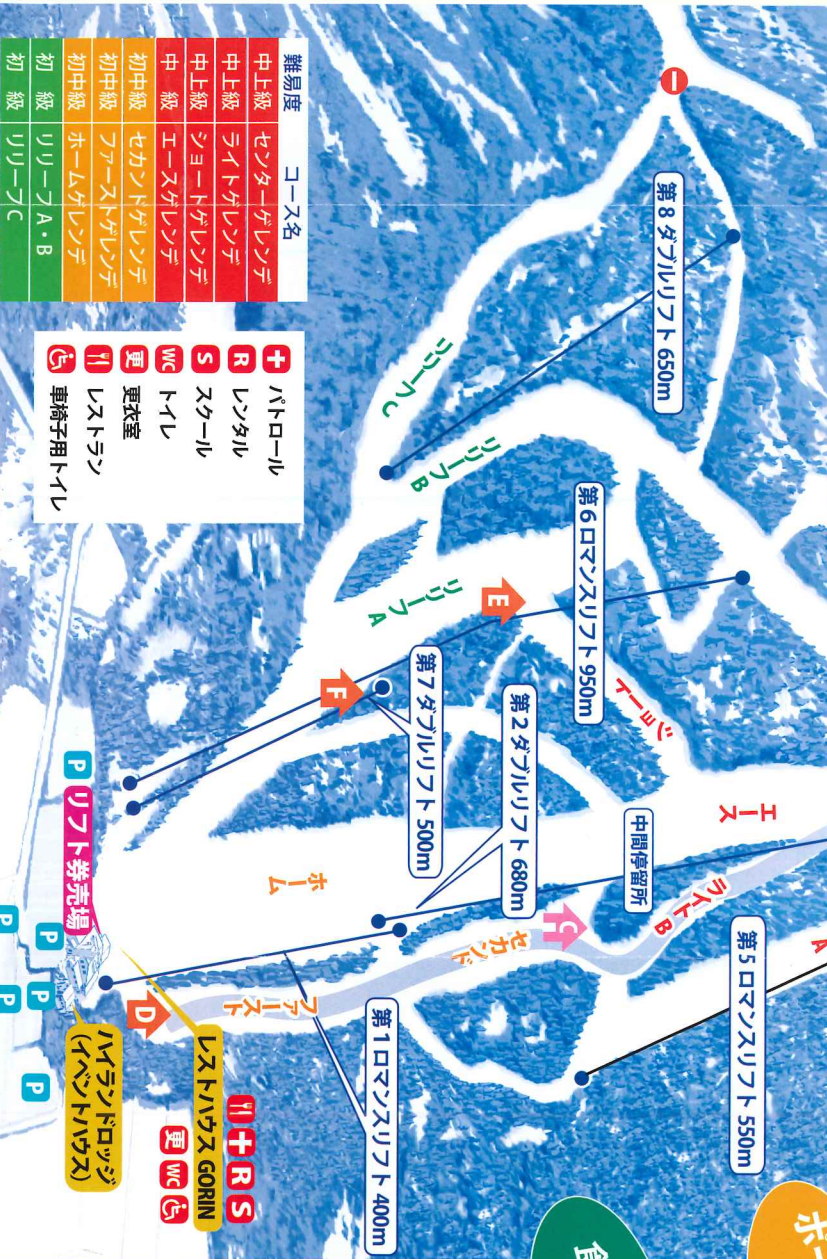 難易度 コース名
中上級 センターゲレンデ
中上級 ライトゲレンデ
中上級 ショートゲレンデ
中 級 エースゲレンデ
初中級 セカンドゲレンデ
初中級 ファーストゲレンデ
初中級 ホームゲレンデ
初 級 リリーフA・B
初 級 リリーフC
パトロール
R レンタル
S スクール
WC トイレ
更 更衣室
レストラン
車椅子用トイレ
第8ダブルリフト 650m
リリーフC
リリーフB
リリーフA
第6ロマンスリフト 950m
E
ショート
第7ダブルリフト 500m
F
第2ダブルリフト 680m
エース
中間停留所
ライトB
A
第5ロマンスリフト 550m
ホーム
C
セカンド
ファースト
D
第1ロマンスリフト 400m
P
リフト券売場
P
P
P
P
P
レストハウス GORIN
R S
更 WC
ハイランドロッジ
(イベントハウス)